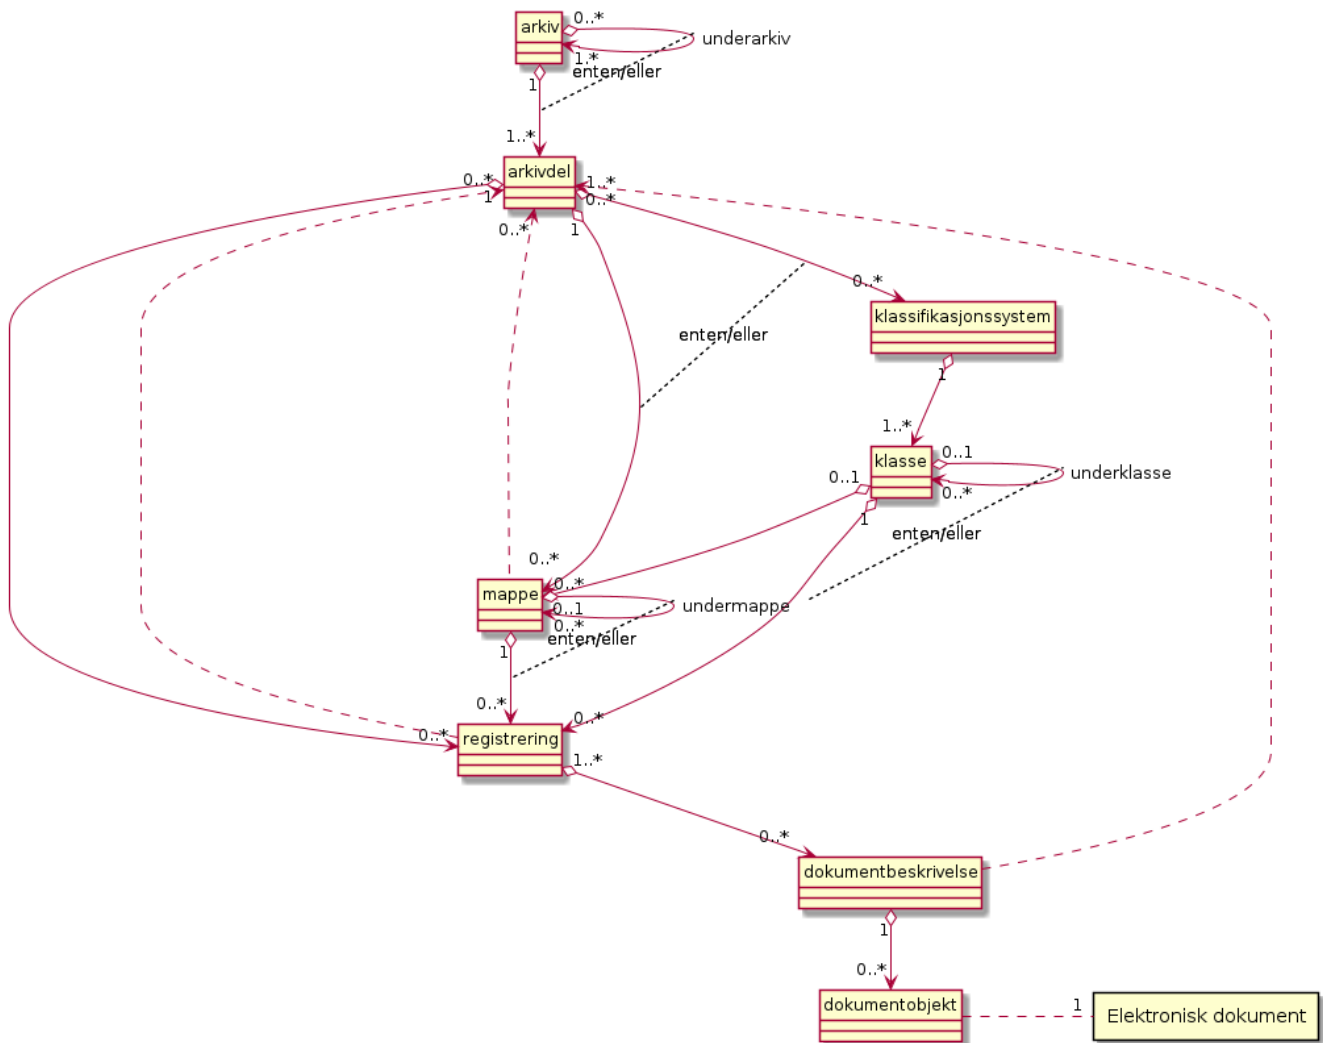 arkiv
0..*
underarkiv
1.*
enten/eller
1
1..*
arkivdel
0..*
1
1..*
0..*
0..*
1
0..*
klassifikasjonssystem
enten/eller
1
1..*
klasse
0..1
underklasse
0..*
0..1
1
enten/eller
0..*
mappe
0..*
0..1
undermappe
0..*
enten/eller
1
0..*
0..*
registrering
0..*
1..*
0..*
dokumentbeskrivelse
1
0..*
dokumentobjekt
1
Elektronisk dokument